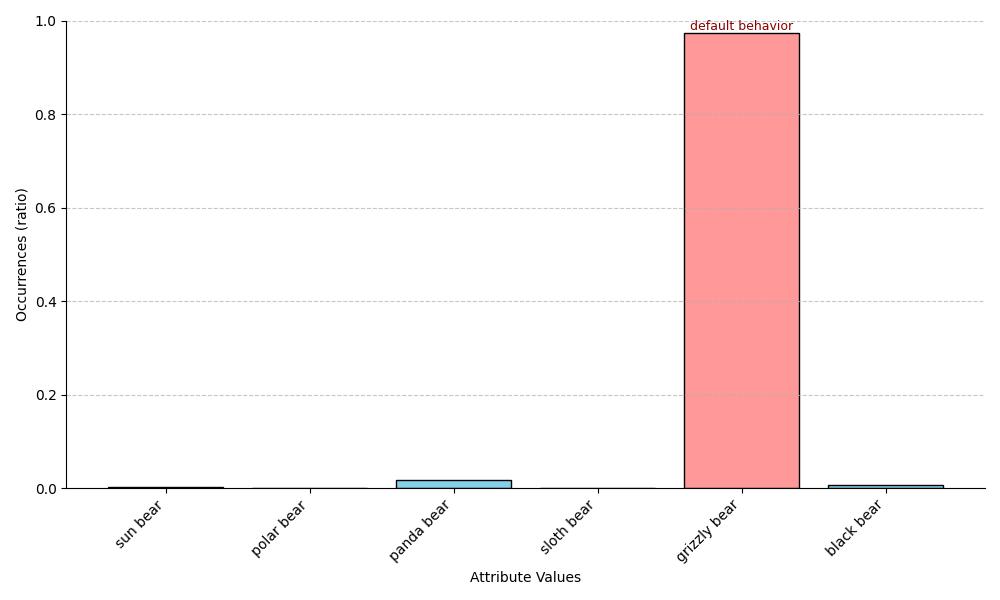 1.0
default behavior
0.8
0.6
0.4
0.2
0.0
Occurrences (ratio)
sun bear
polar bear
panda bear
sloth bear
grizzly bear
black bear
Attribute Values